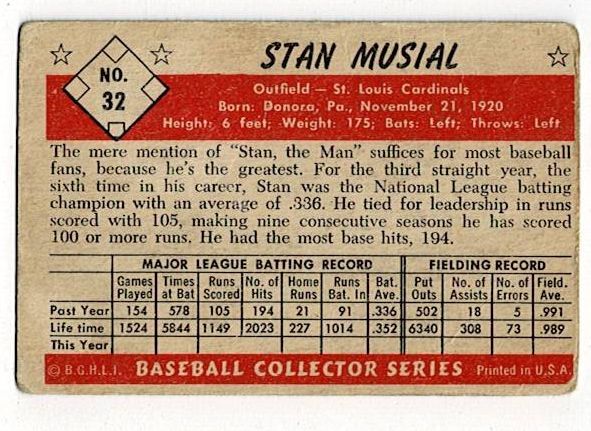 STAN MUSIAL
NO.
32
Outfield — St. Louis Cardinals
Born: Donora, Pa., November 21, 1920
Height: 6 feet; Weight: 175; Bats: Left; Throws: Left
The mere mention of "Stan, the Man" suffices for most baseball
fans, because he's the greatest. For the third straight year, the
sixth time in his career, Stan was the National League batting
champion with an average of .336. He tied for leadership in runs
scored with 105, making nine consecutive seasons he has scored
100 or more runs. He had the most base hits, 194.
MAJOR LEAGUE BATTING RECORD FIELDING RECORD
Games Times Runs No. of Home Runs Bat. Put No. of No. of Field.
Played at Bat Scored Hits Runs Bat. In Ave. Outs Assists Errors Ave.
Past Year 154 578 105 194 21 91 .336 502 18 5 .991
Life time 1524 5844 1149 2023 227 1014 .352 6340 308 73 .989
This Year
© B.G.H.L.I. BASEBALL COLLECTOR SERIES Printed in U.S.A.